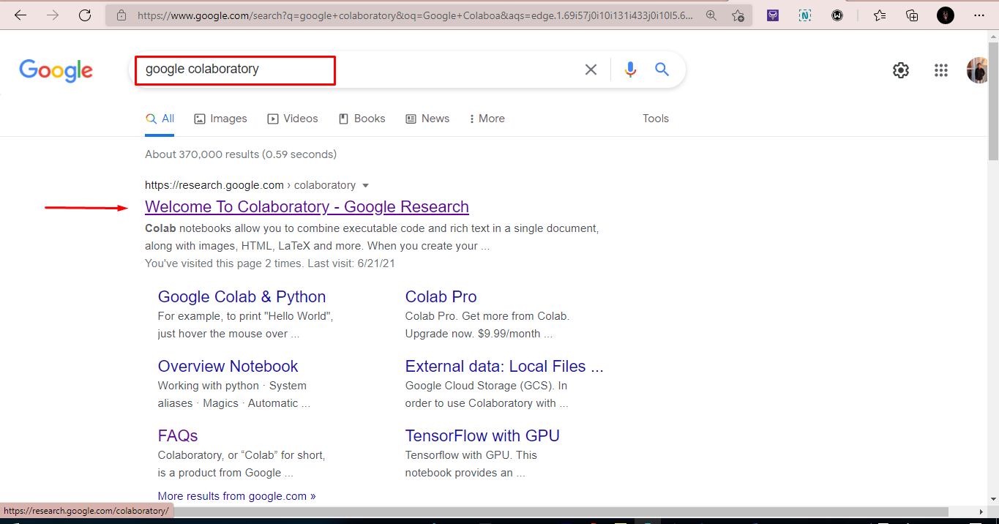 https://www.google.com/search?q=google+colaboratory&oq=Google+Colaboa&aqs=edge.1.69i57j0i10i131i433j0i10l5.6...
Google
google colaboratory
All Images Videos Books News More Tools
About 370,000 results (0.59 seconds)
https://research.google.com › colaboratory
Welcome To Colaboratory - Google Research
Colab notebooks allow you to combine executable code and rich text in a single document,
along with images, HTML, LaTeX and more. When you create your ...
You've visited this page 2 times. Last visit: 6/21/21
Google Colab & Python
For example, to print "Hello World",
just hover the mouse over ...
Colab Pro
Colab Pro. Get more from Colab.
Upgrade now. $9.99/month ...
Overview Notebook
Working with python · System
aliases · Magics · Automatic ...
External data: Local Files ...
Google Cloud Storage (GCS). In
order to use Colaboratory with ...
FAQs
Colaboratory, or “Colab” for short,
is a product from Google ...
TensorFlow with GPU
Tensorflow with GPU. This
notebook provides an ...
More results from google.com »
https://research.google.com/colaboratory/